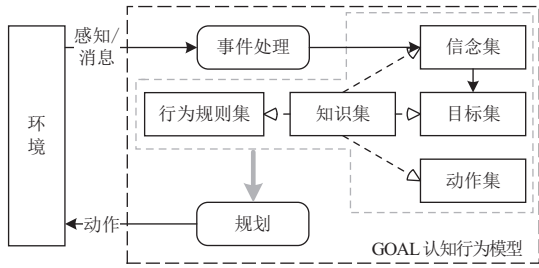 感知/
消息
事件处理
信念集
环
境
行为规则集
知识集
目标集
动作集
动作
规划
GOAL 认知行为模型